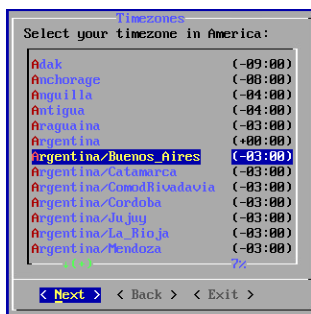 Timezones
Select your timezone in America:
Adak (-09:00)
Anchorage (-08:00)
Anguilla (-04:00)
Antigua (-04:00)
Araguaina (-03:00)
Argentina (+00:00)
Argentina/Buenos_Aires (-03:00)
Argentina/Catamarca (-03:00)
Argentina/ComodRivadavia (-03:00)
Argentina/Cordoba (-03:00)
Argentina/Jujuy (-03:00)
Argentina/La_Rioja (-03:00)
Argentina/Mendoza (-03:00)
↓(+) 7%
< Next > < Back > < Exit >